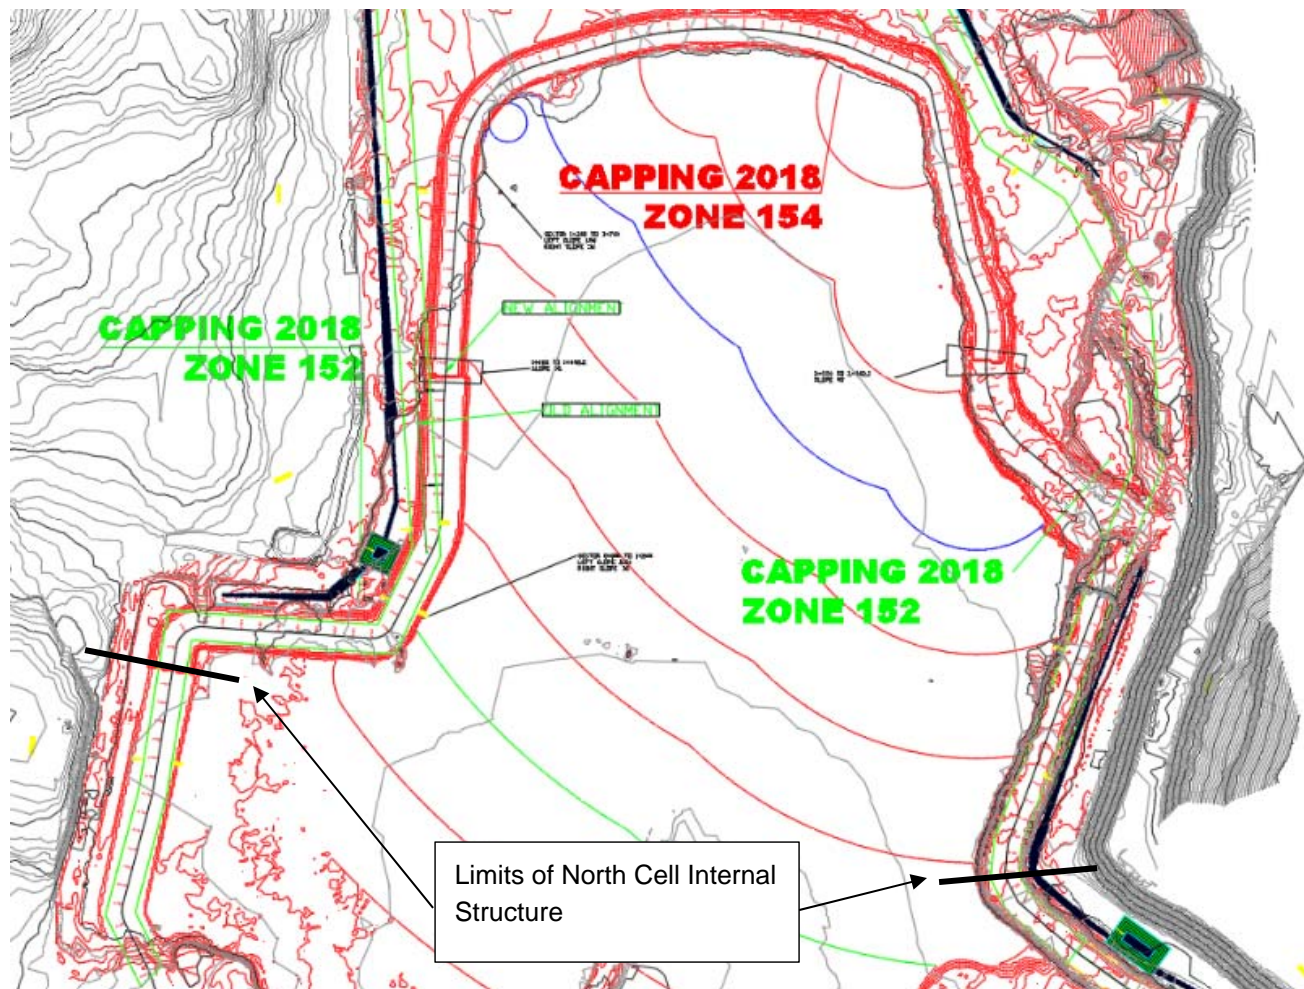 CAPPING 2018
ZONE 154
CAPPING 2018
ZONE 152
NEW ALIGNMENT
OLD ALIGNMENT
CAPPING 2018
ZONE 152
Limits of North Cell Internal
Structure